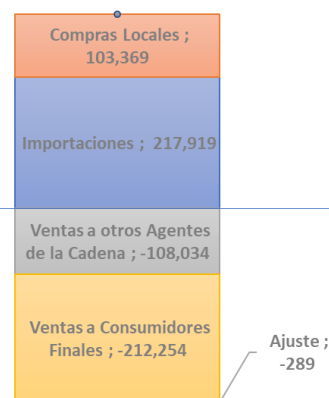 Compras Locales ;
103,369
Importaciones ; 217,919
Ventas a otros Agentes
de la Cadena ; -108,034
Ventas a Consumidores
Finales ; -212,254
Ajuste ;
-289